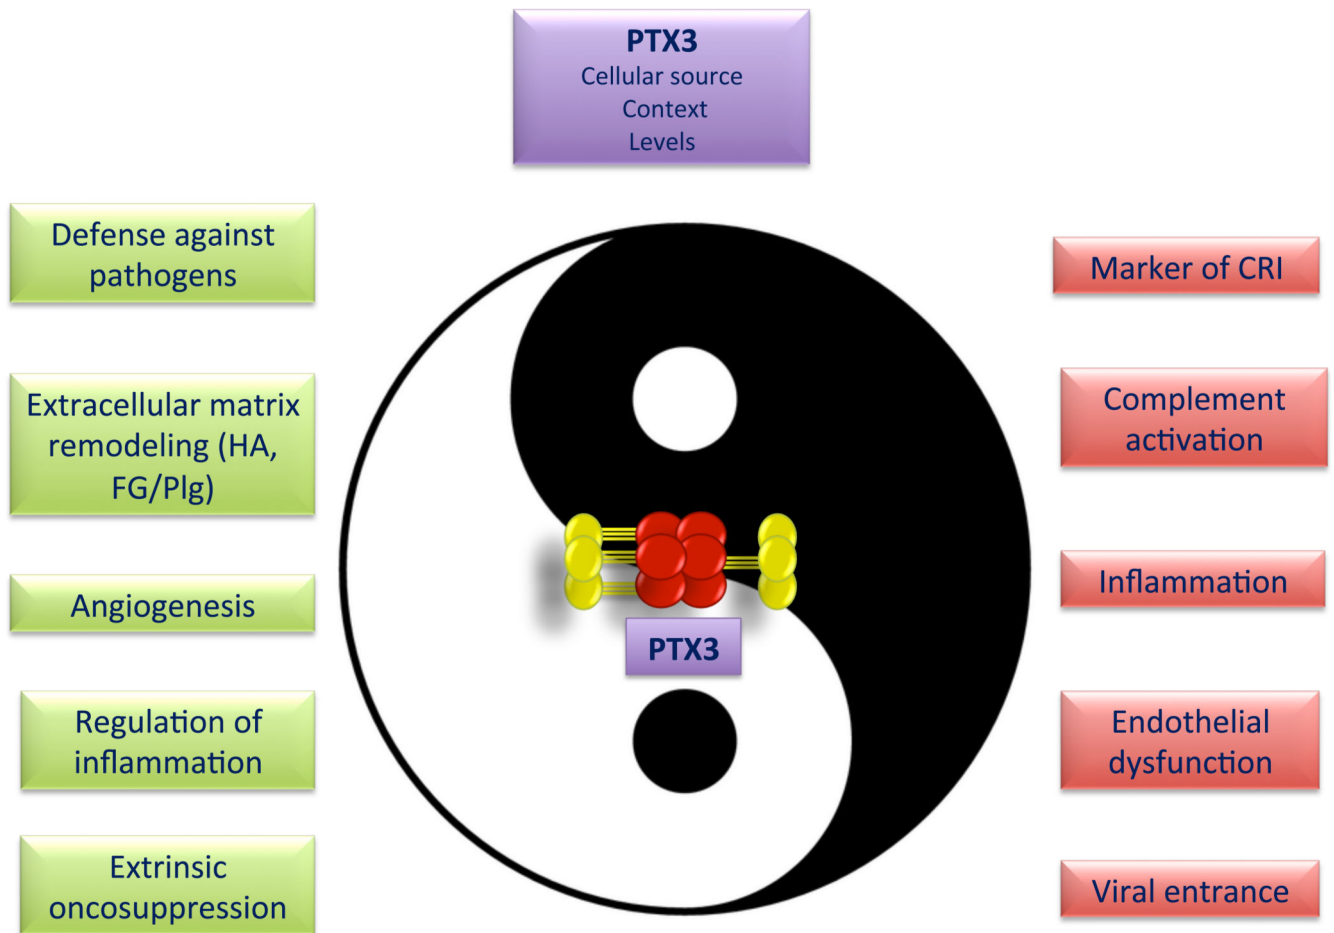 PTX3
Cellular source
Context
Levels
Defense against
pathogens
Extracellular matrix
remodeling (HA,
FG/Plg)
Angiogenesis
Regulation of
inflammation
Extrinsic
oncosuppression
PTX3
Marker of CRI
Complement
activation
Inflammation
Endothelial
dysfunction
Viral entrance